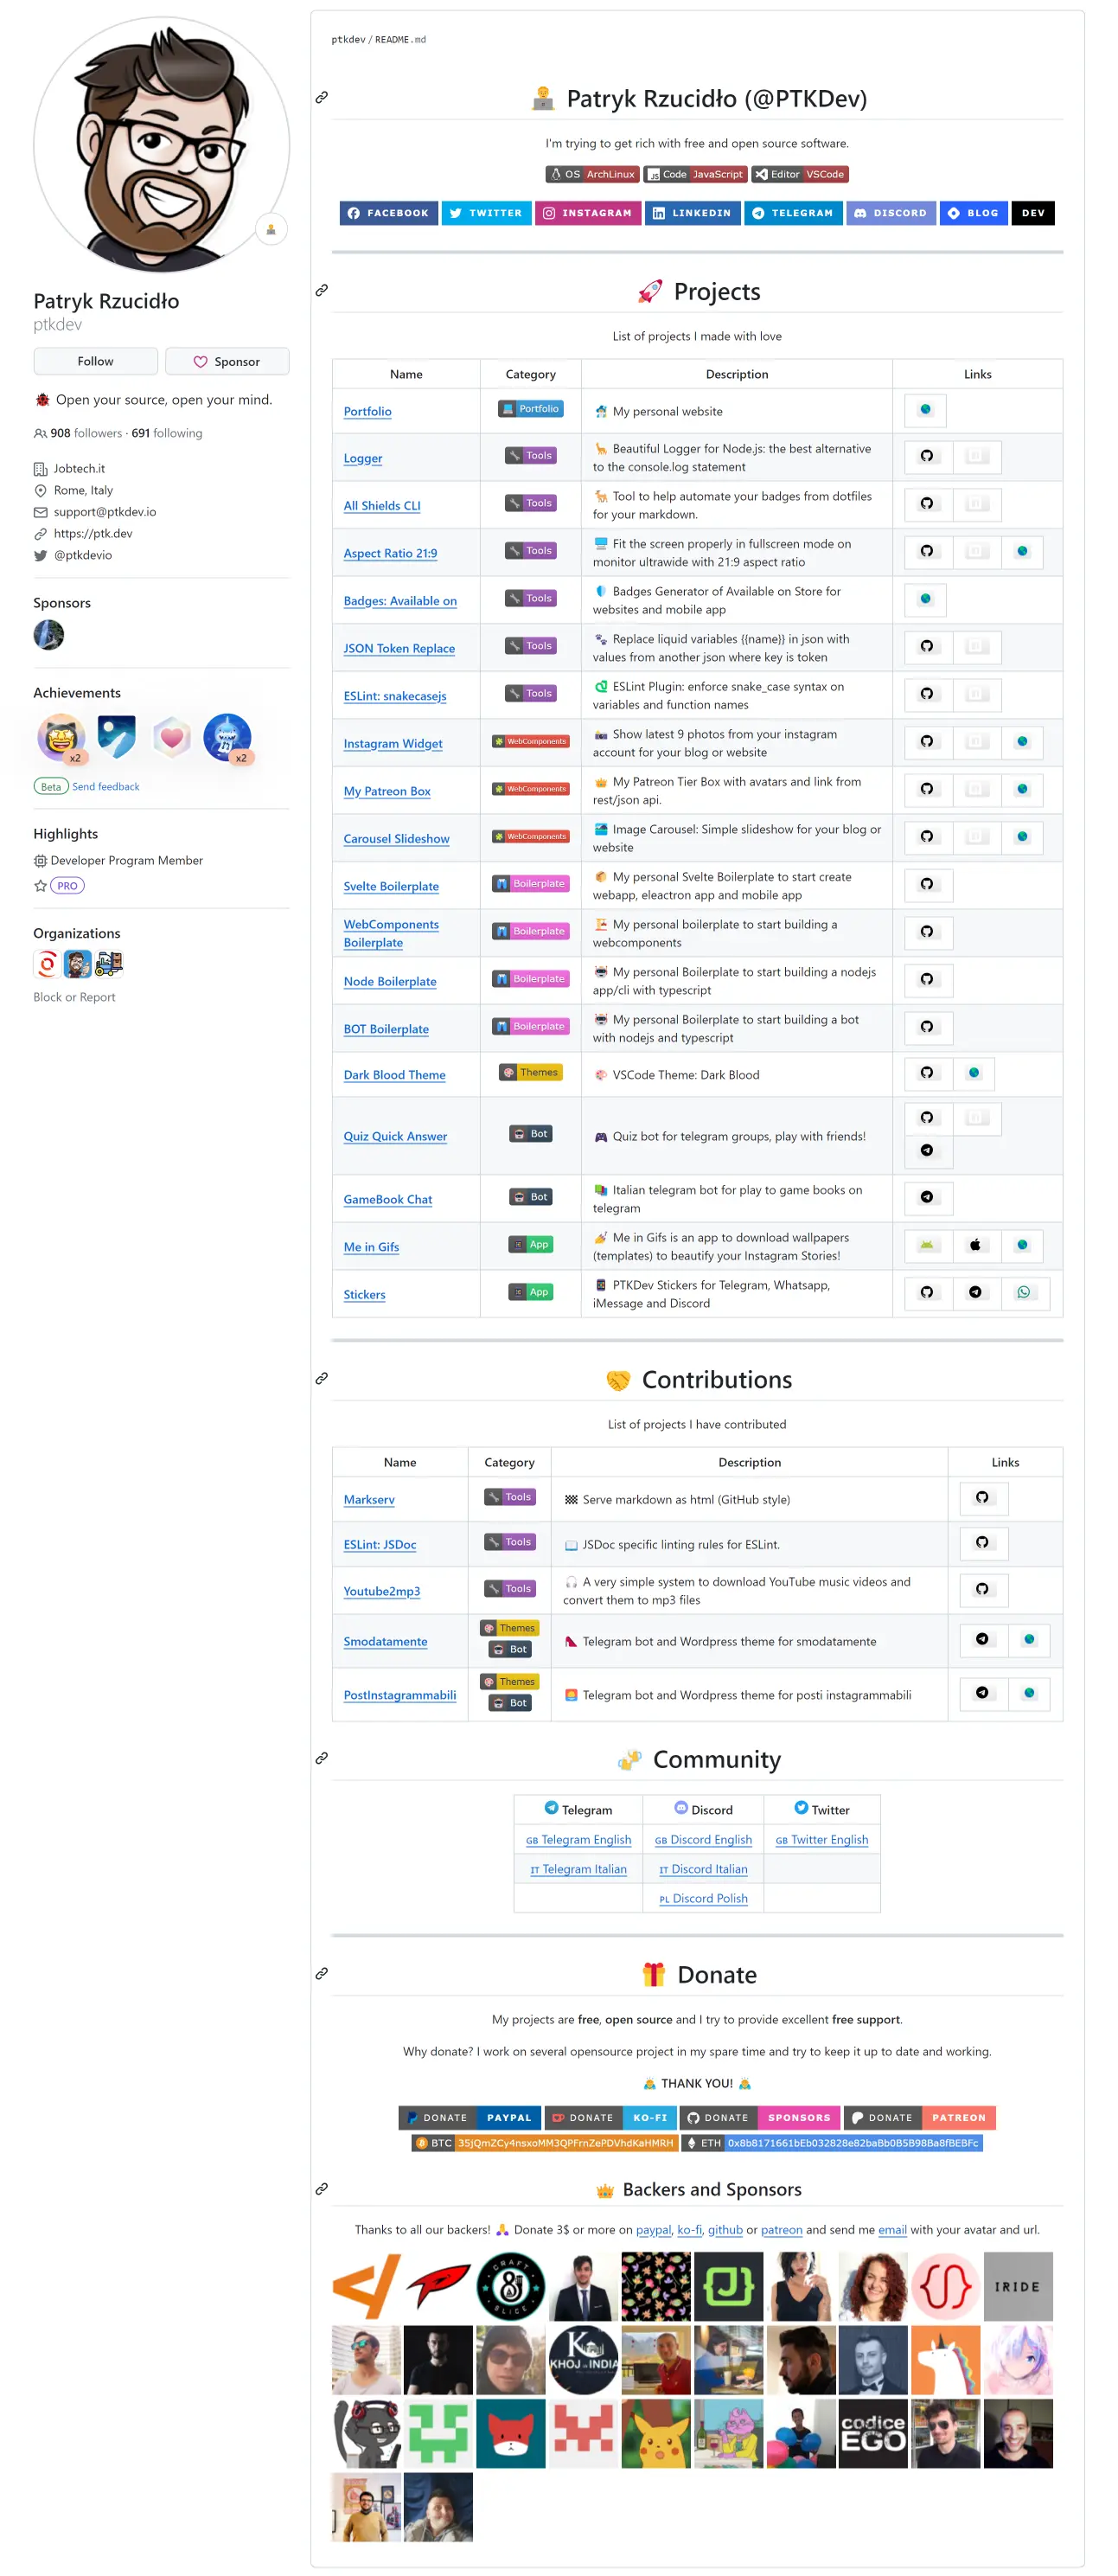 Patryk Rzucidło
ptkdev
Follow
Sponsor
Open your source, open your mind.
908 followers · 691 following
Jobtech.it
Rome, Italy
support@ptkdev.io
https://ptk.dev
@ptkdevio
Sponsors
Achievements
x2
x2
Beta Send feedback
Highlights
Developer Program Member
PRO
Organizations
Block or Report
ptkdev / README.md
Patryk Rzucidło (@PTKDev)
I'm trying to get rich with free and open source software.
OS ArchLinux JS Code JavaScript Editor VSCode
FACEBOOK TWITTER INSTAGRAM LINKEDIN TELEGRAM DISCORD BLOG DEV
Projects
List of projects I made with love
Name Category Description Links
Portfolio Portfolio My personal website
Logger Tools Beautiful Logger for Node.js: the best alternative
to the console.log statement
All Shields CLI Tools Tool to help automate your badges from dotfiles
for your markdown.
Aspect Ratio 21:9 Tools Fit the screen properly in fullscreen mode on
monitor ultrawide with 21:9 aspect ratio
Badges: Available on Tools Badges Generator of Available on Store for
websites and mobile app
JSON Token Replace Tools Replace liquid variables {{name}} in json with
values from another json where key is token
ESLint: snakecasejs Tools ESLint Plugin: enforce snake_case syntax on
variables and function names
Instagram Widget WebComponents Show latest 9 photos from your instagram
account for your blog or website
My Patreon Box WebComponents My Patreon Tier Box with avatars and link from
rest/json api.
Carousel Slideshow WebComponents Image Carousel: Simple slideshow for your blog or
website
Svelte Boilerplate Boilerplate My personal Svelte Boilerplate to start create
webapp, eleactron app and mobile app
WebComponents
Boilerplate Boilerplate My personal boilerplate to start building a
webcomponents
Node Boilerplate Boilerplate My personal Boilerplate to start building a nodejs
app/cli with typescript
BOT Boilerplate Boilerplate My personal Boilerplate to start building a bot
with nodejs and typescript
Dark Blood Theme Themes VSCode Theme: Dark Blood
Quiz Quick Answer Bot Quiz bot for telegram groups, play with friends!
GameBook Chat Bot Italian telegram bot for play to game books on
telegram
Me in Gifs App Me in Gifs is an app to download wallpapers
(templates) to beautify your Instagram Stories!
Stickers App PTKDev Stickers for Telegram, Whatsapp,
iMessage and Discord
Contributions
List of projects I have contributed
Name Category Description Links
Markserv Tools Serve markdown as html (GitHub style)
ESLint: JSDoc Tools JSDoc specific linting rules for ESLint.
Youtube2mp3 Tools A very simple system to download YouTube music videos and
convert them to mp3 files
Smodatamente Themes Bot Telegram bot and Wordpress theme for smodatamente
PostInstagrammabili Themes Bot Telegram bot and Wordpress theme for posti instagrammabili
Community
Telegram Discord Twitter
GB Telegram English GB Discord English GB Twitter English
IT Telegram Italian IT Discord Italian
PL Discord Polish
Donate
My projects are free, open source and I try to provide excellent free support.
Why donate? I work on several opensource project in my spare time and try to keep it up to date and working.
THANK YOU!
DONATE PAYPAL DONATE KO-FI DONATE SPONSORS DONATE PATREON
BTC 35jQmZCy4nsxoMM3QPFrnZePDVhdKaHMRH ETH 0x8b8171661bEb032828e82baBb0B5B98Ba8fBEBFc
Backers and Sponsors
Thanks to all our backers! Donate 3$ or more on paypal, ko-fi, github or patreon and send me email with your avatar and url.
CRAFT
SLICE
IRIDE
KHOJ IN INDIA
codice
EGO